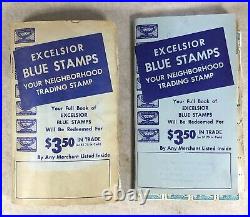 EXCELSIOR
BLUE STAMPS
YOUR NEIGHBORHOOD
TRADING STAMP
Your Full Book of
EXCELSIOR
BLUE STAMPS
Will Be Redeemed For
$3.50 IN TRADE
By Any Merchant Listed Inside
EXCELSIOR
BLUE STAMPS
YOUR NEIGHBORHOOD
TRADING STAMP
Your Full Book of
EXCELSIOR
BLUE STAMPS
Will Be Redeemed For
$3.50 IN TRADE
By Any Merchant Listed Inside